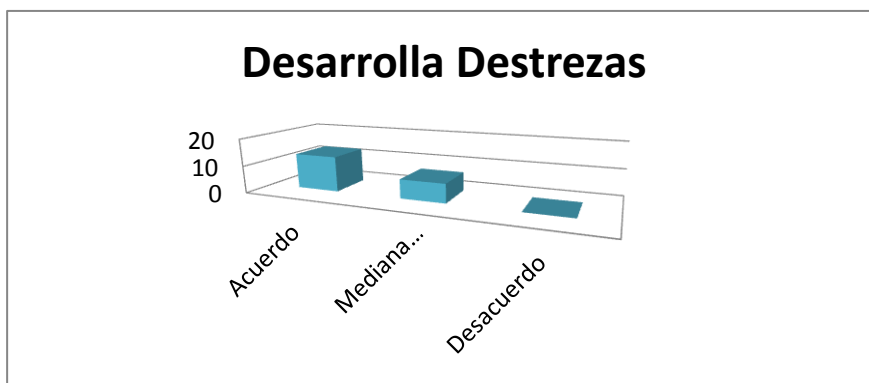 Desarrolla Destrezas
20
10
0
Acuerdo
Mediana...
Desacuerdo